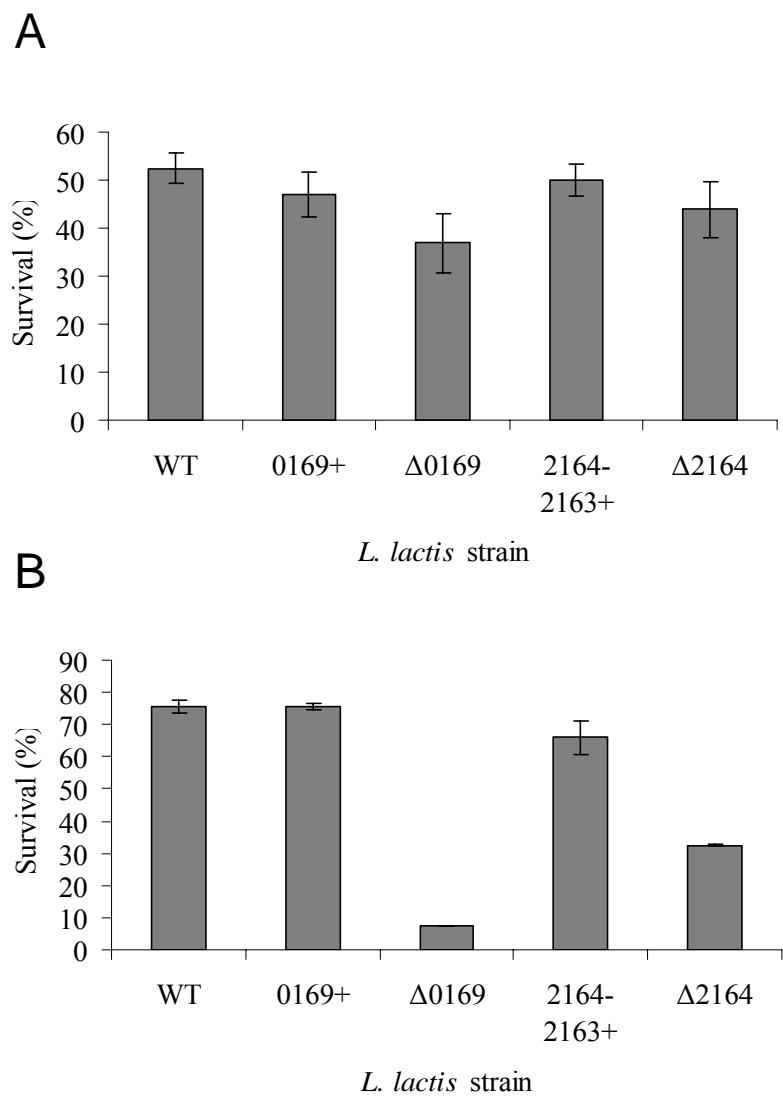 A
Survival (%)
60
50
40
30
20
10
0
WT 0169+ Δ0169 2164- Δ2164
2163+
L. lactis strain
B
Survival (%)
90
80
70
60
50
40
30
20
10
0
WT 0169+ Δ0169 2164- Δ2164
2163+
L. lactis strain